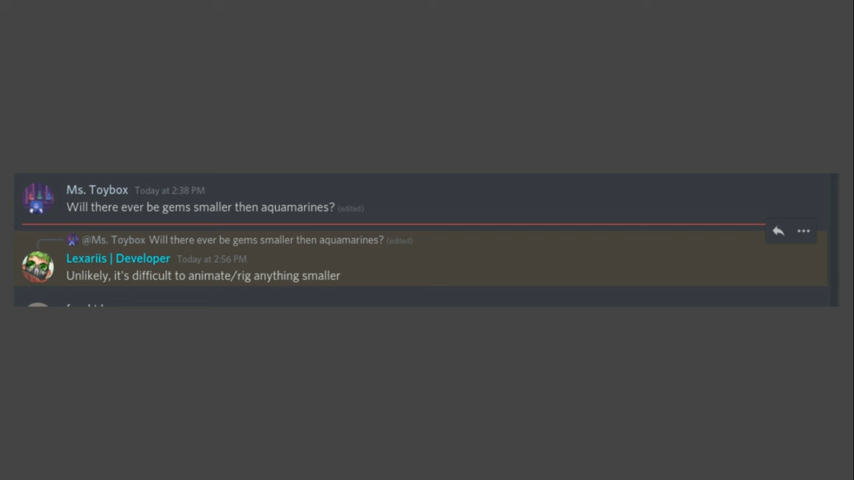 Ms. Toybox Today at 2:38 PM
Will there ever be gems smaller then aquamarines? (edited)
@Ms. Toybox Will there ever be gems smaller then aquamarines? (edited)
Lexariis | Developer Today at 2:56 PM
Unlikely, it's difficult to animate/rig anything smaller